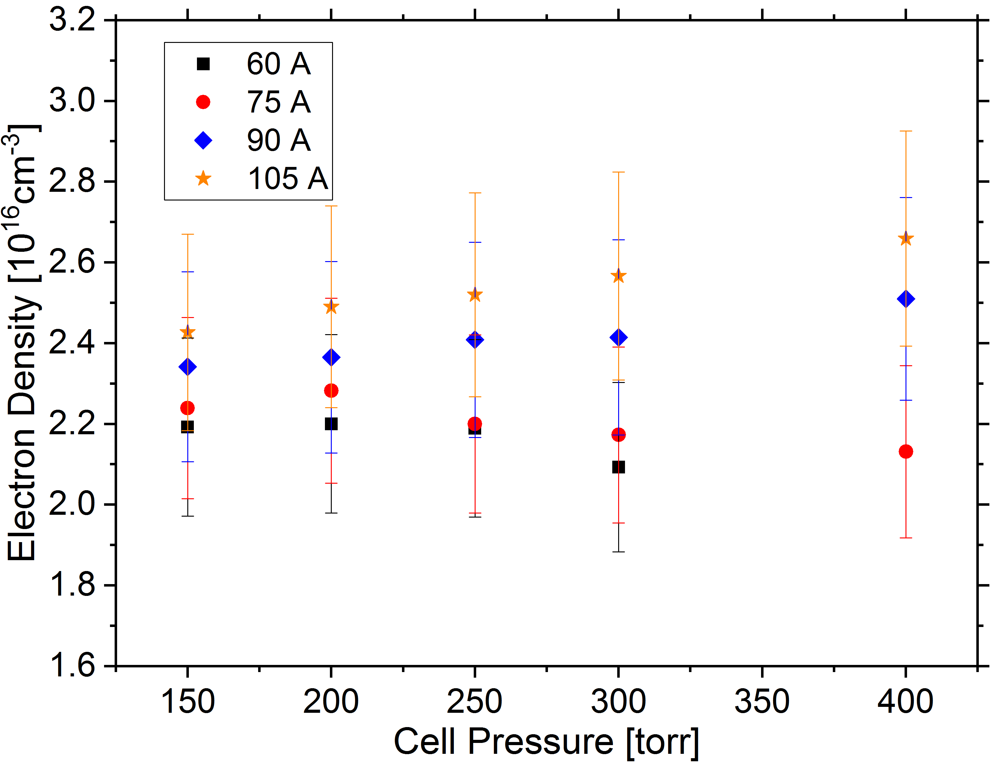 3.2
3.0
2.8
2.6
2.4
2.2
2.0
1.8
1.6
Electron Density [10¹⁶cm⁻³]
60 A
75 A
90 A
105 A
150 200 250 300 350 400
Cell Pressure [torr]